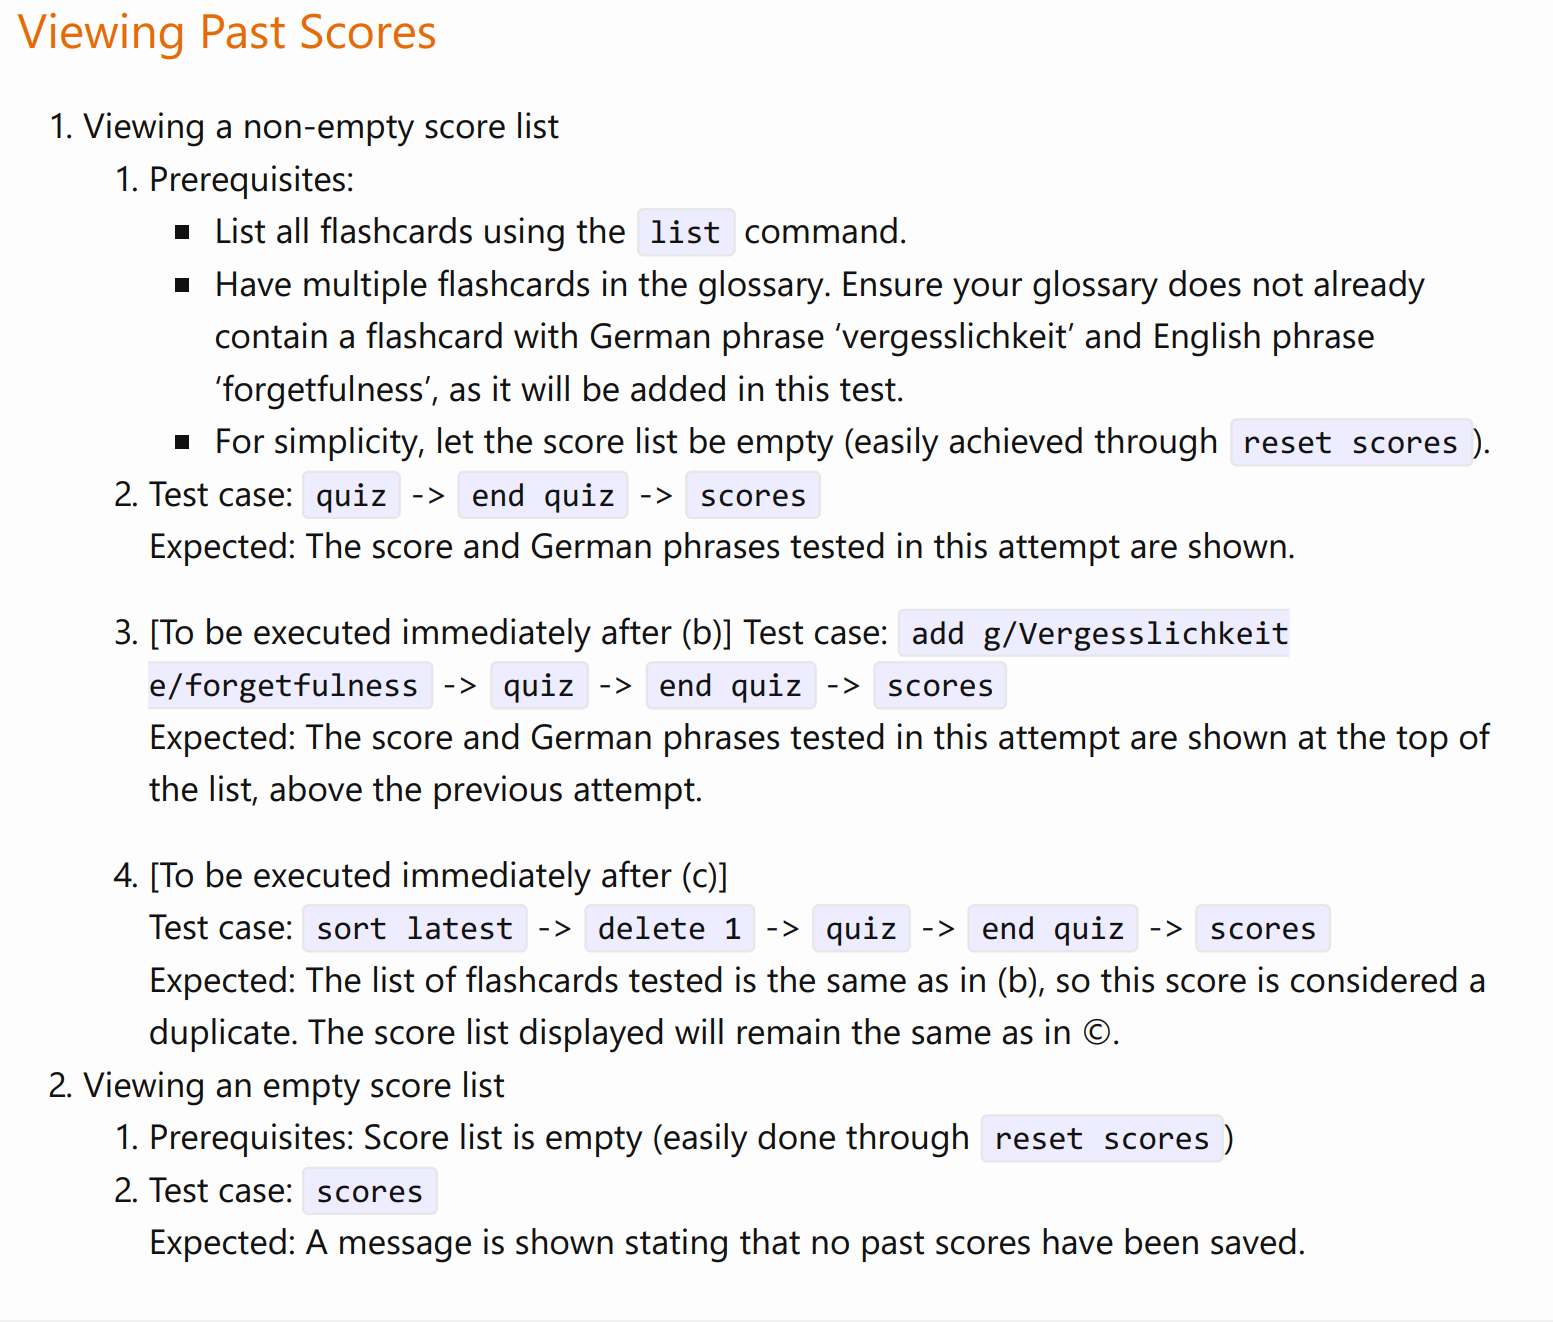 Viewing Past Scores
1. Viewing a non-empty score list
1. Prerequisites:
▪ List all flashcards using the list command.
▪ Have multiple flashcards in the glossary. Ensure your glossary does not already
contain a flashcard with German phrase ‘vergesslichkeit’ and English phrase
‘forgetfulness’, as it will be added in this test.
▪ For simplicity, let the score list be empty (easily achieved through reset scores).
2. Test case: quiz -> end quiz -> scores
Expected: The score and German phrases tested in this attempt are shown.
3. [To be executed immediately after (b)] Test case: add g/Vergesslichkeit
e/forgetfulness -> quiz -> end quiz -> scores
Expected: The score and German phrases tested in this attempt are shown at the top of
the list, above the previous attempt.
4. [To be executed immediately after (c)]
Test case: sort latest -> delete 1 -> quiz -> end quiz -> scores
Expected: The list of flashcards tested is the same as in (b), so this score is considered a
duplicate. The score list displayed will remain the same as in ©.
2. Viewing an empty score list
1. Prerequisites: Score list is empty (easily done through reset scores)
2. Test case: scores
Expected: A message is shown stating that no past scores have been saved.